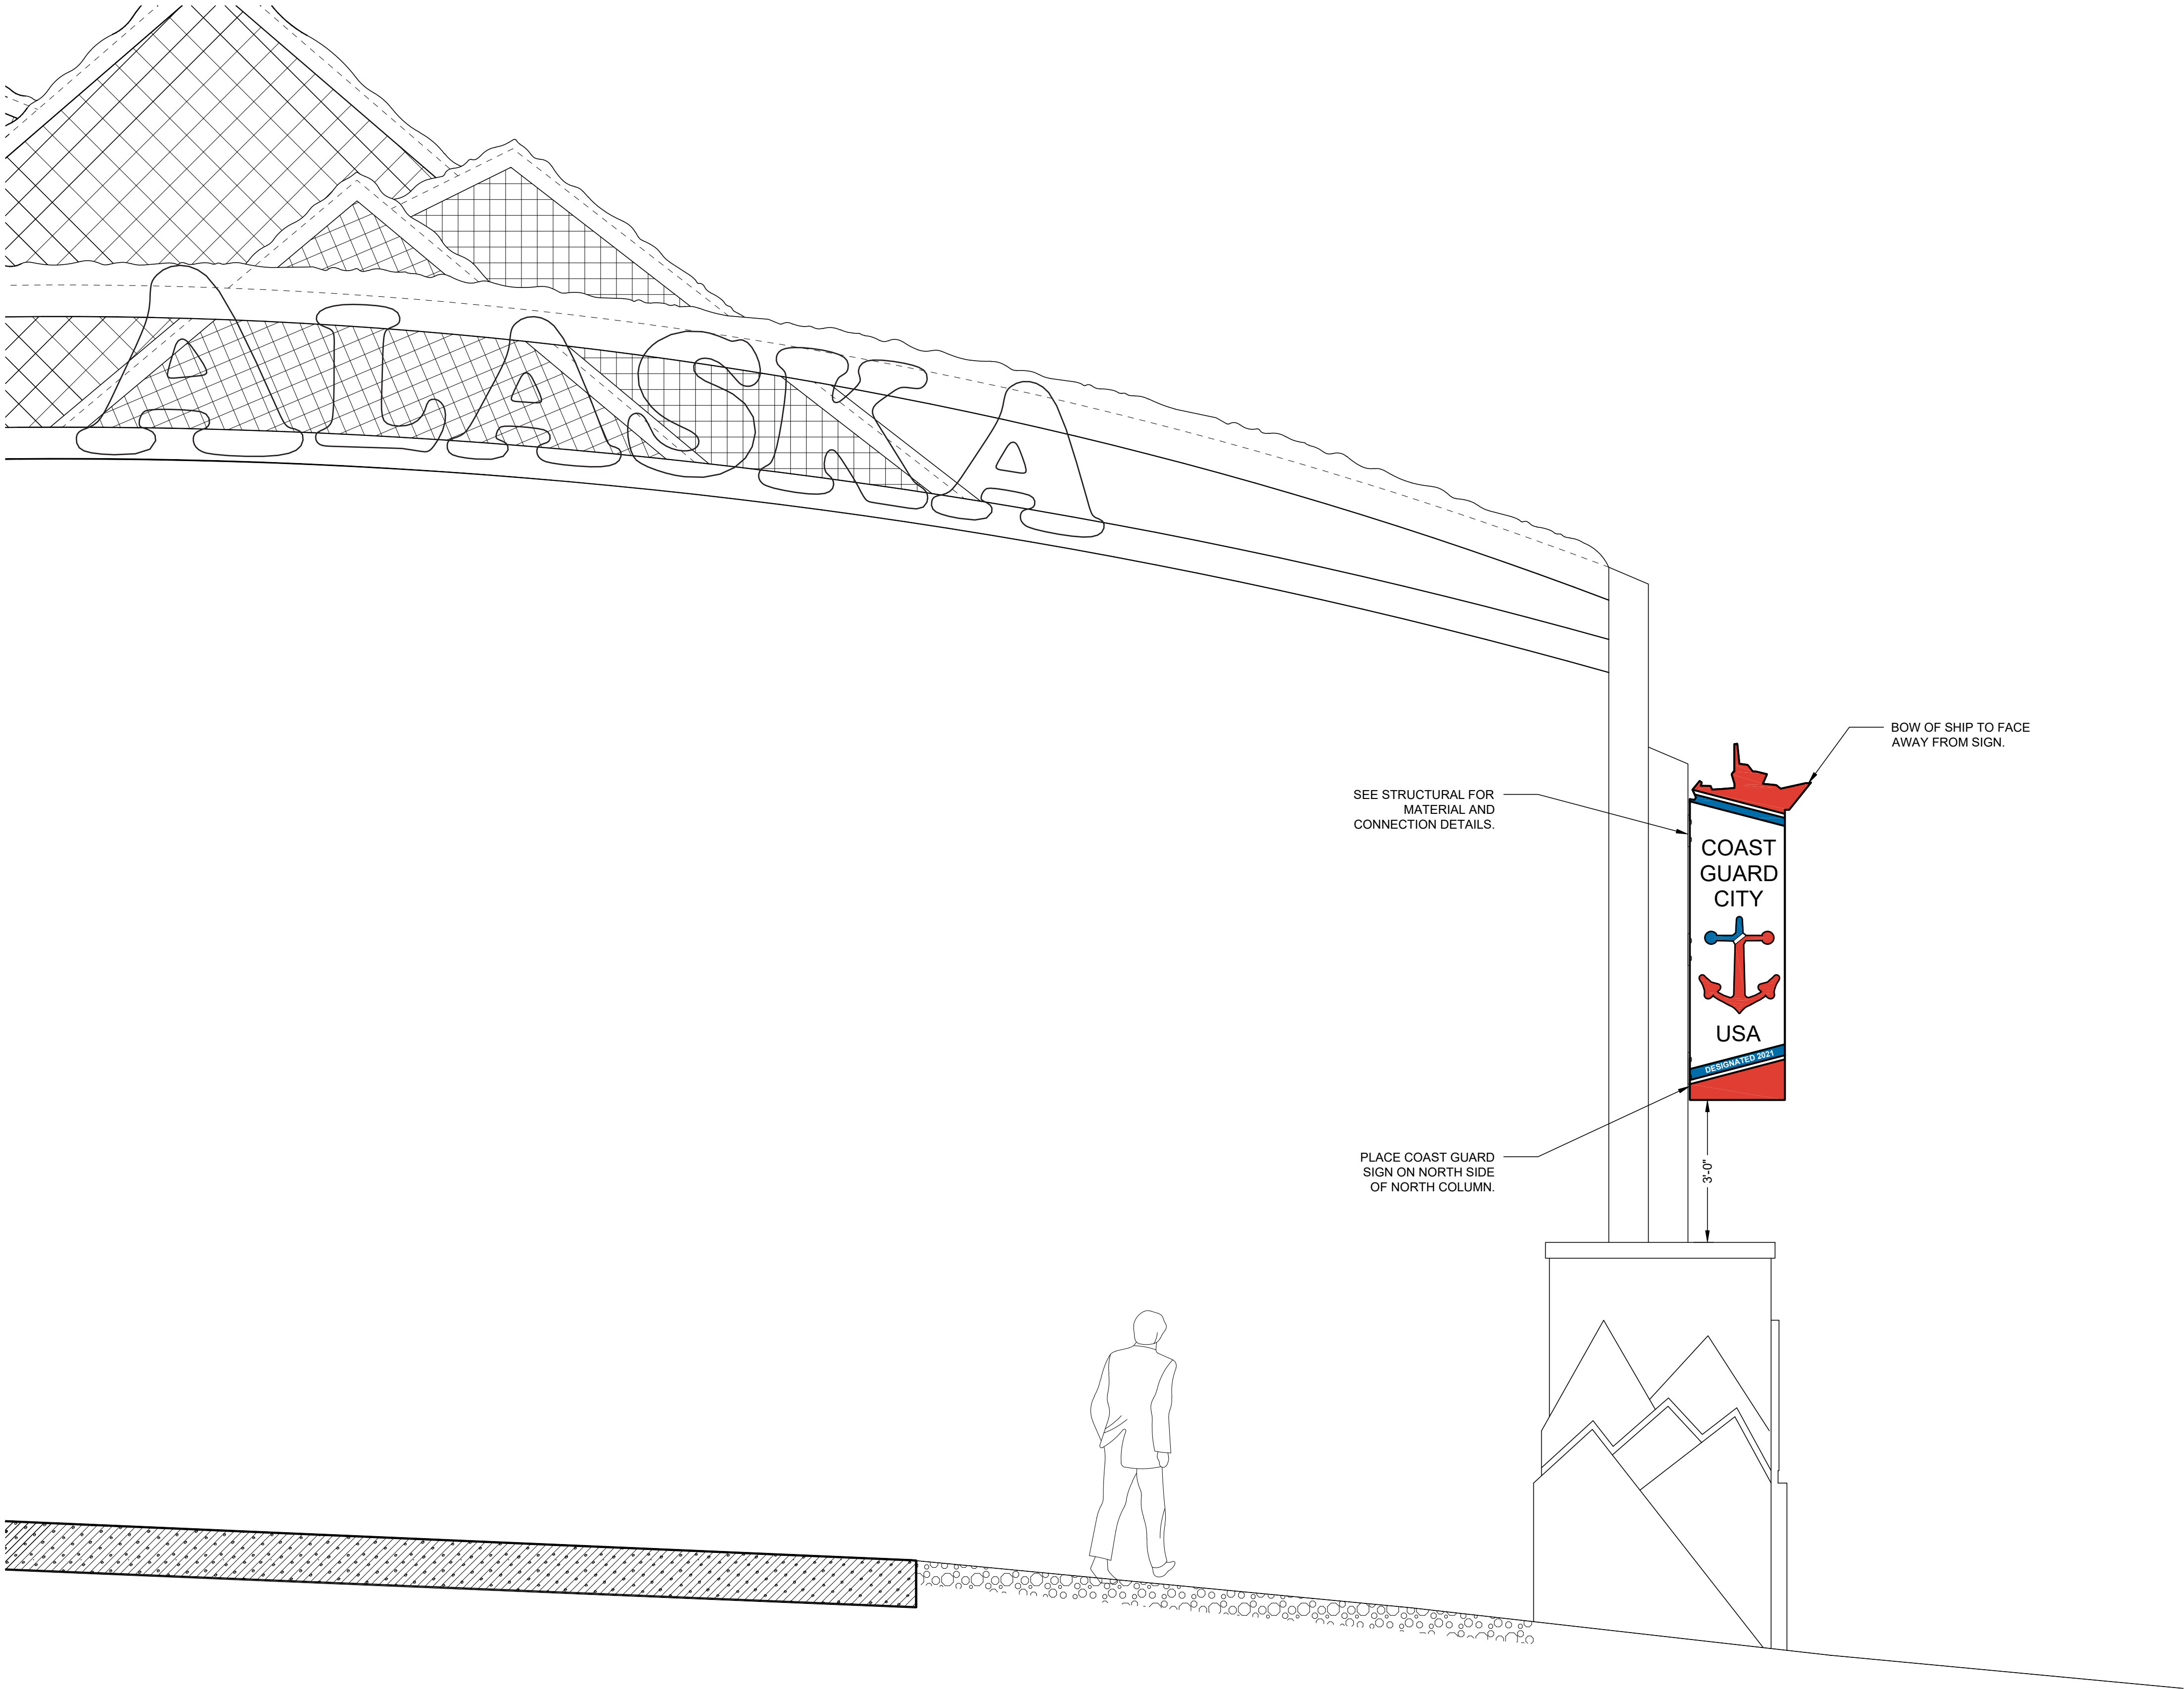 ALASKA
BOW OF SHIP TO FACE
AWAY FROM SIGN.
SEE STRUCTURAL FOR
MATERIAL AND
CONNECTION DETAILS.
COAST
GUARD
CITY
USA
DESIGNATED 2021
PLACE COAST GUARD
SIGN ON NORTH SIDE
OF NORTH COLUMN.
3'-0"